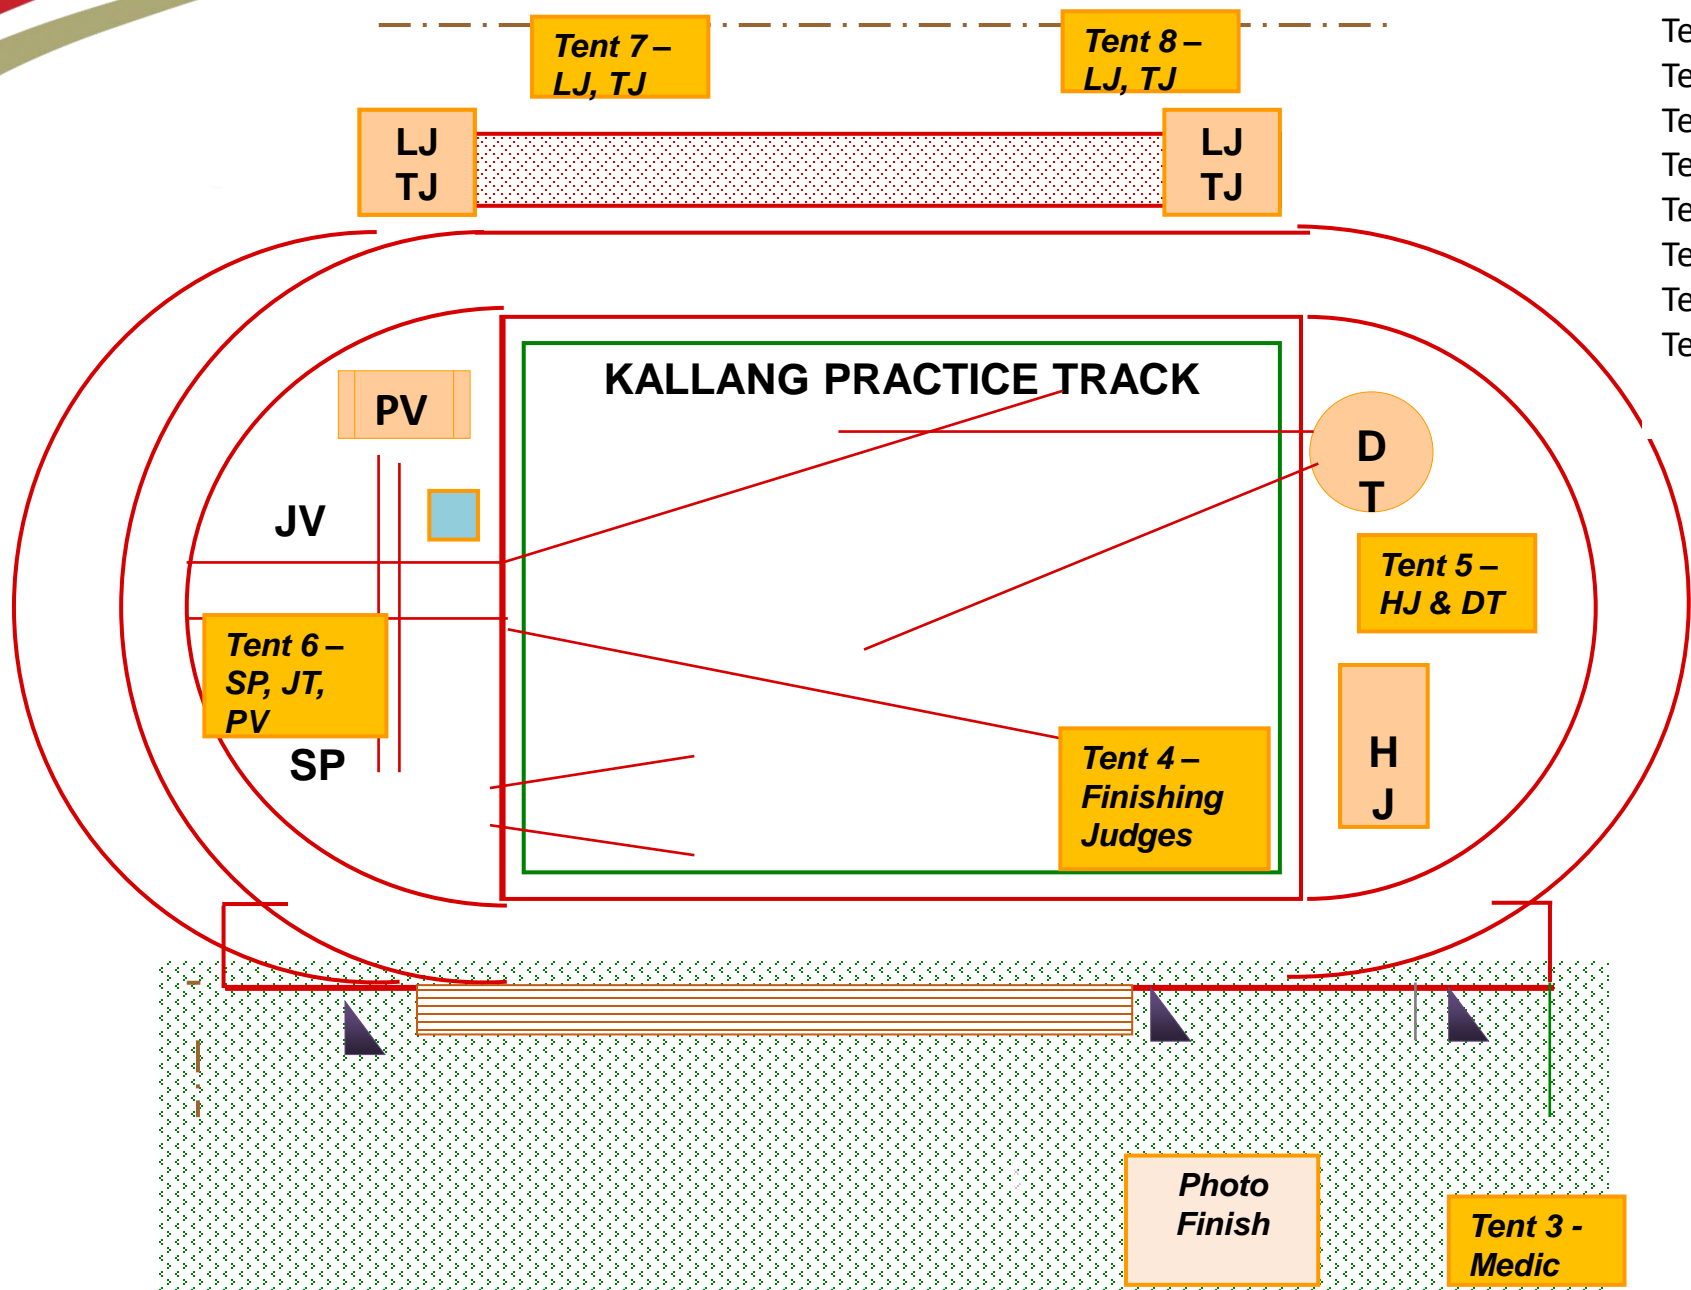 Tent 7 –
LJ, TJ
Tent 8 –
LJ, TJ
LJ
TJ
LJ
TJ
KALLANG PRACTICE TRACK
PV
D
T
JV
Tent 5 –
HJ & DT
Tent 6 –
SP, JT,
PV
SP
H
J
Tent 4 –
Finishing
Judges
Photo
Finish
Tent 3 -
Medic
Te
Te
Te
Te
Te
Te
Te
Te